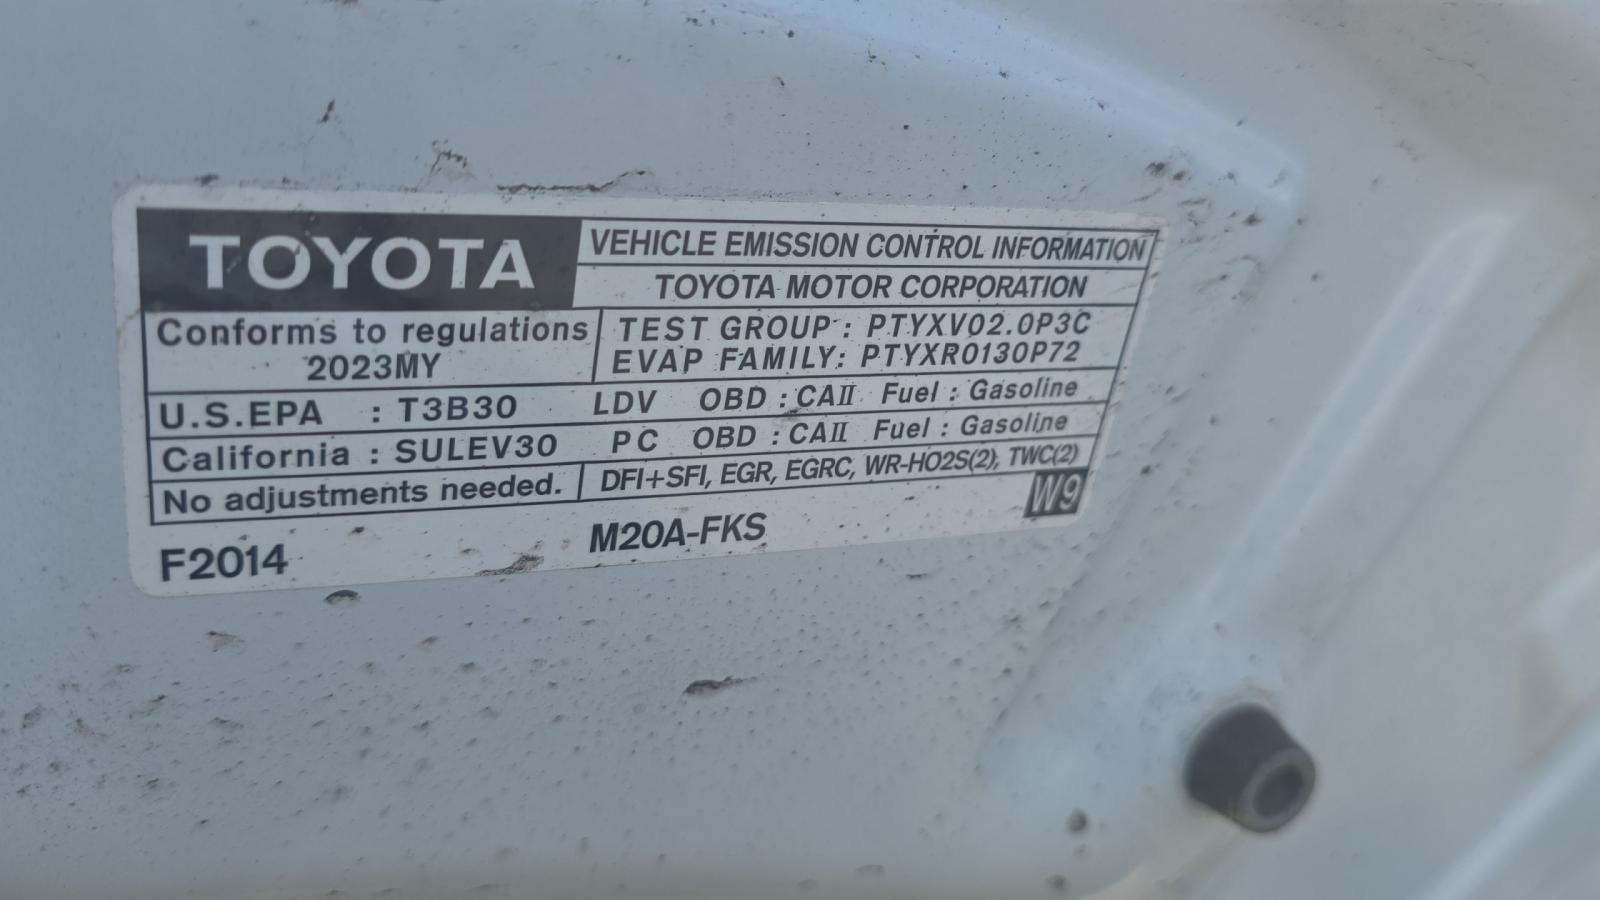 TOYOTA
VEHICLE EMISSION CONTROL INFORMATION
TOYOTA MOTOR CORPORATION
Conforms to regulations
2023MY
TEST GROUP : PTYXV02.0P3C
EVAP FAMILY: PTYXR0130P72
U.S.EPA : T3B30 LDV OBD : CAII Fuel : Gasoline
California : SULEV30 PC OBD : CAII Fuel : Gasoline
No adjustments needed. DFI+SFI, EGR, EGRC, WR-HO2S(2), TWC(2)
W9
F2014 M20A-FKS